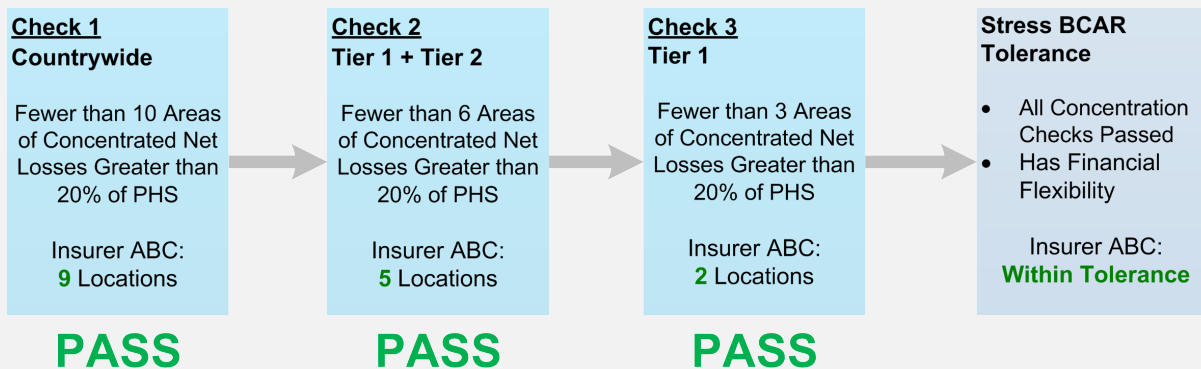 Check 1
Countrywide
Fewer than 10 Areas
of Concentrated Net
Losses Greater than
20% of PHS
Insurer ABC:
9 Locations
PASS
Check 2
Tier 1 + Tier 2
Fewer than 6 Areas
of Concentrated Net
Losses Greater than
20% of PHS
Insurer ABC:
5 Locations
PASS
Check 3
Tier 1
Fewer than 3 Areas
of Concentrated Net
Losses Greater than
20% of PHS
Insurer ABC:
2 Locations
PASS
Stress BCAR
Tolerance
• All Concentration
Checks Passed
• Has Financial
Flexibility
Insurer ABC:
Within Tolerance